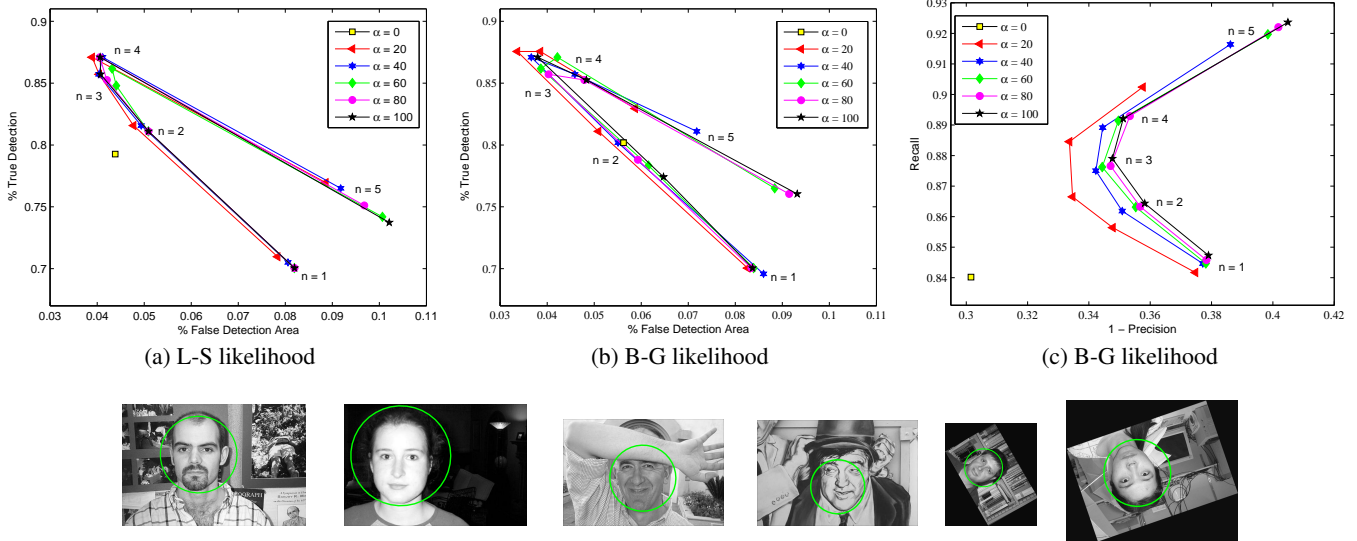 0.9
0.85
0.8
0.75
0.7
% True Detection
n = 4
n = 3
n = 2
n = 5
n = 1
α = 0
α = 20
α = 40
α = 60
α = 80
α = 100
0.03 0.04 0.05 0.06 0.07 0.08 0.09 0.1 0.11
% False Detection Area
(a) L-S likelihood
0.9
0.85
0.8
0.75
0.7
% True Detection
n = 4
n = 3
n = 5
n = 2
n = 1
α = 0
α = 20
α = 40
α = 60
α = 80
α = 100
0.03 0.04 0.05 0.06 0.07 0.08 0.09 0.1 0.11
% False Detection Area
(b) B-G likelihood
0.93
0.92
0.91
0.90
0.89
0.88
0.87
0.86
0.85
0.84
Recall
α = 0
α = 20
α = 40
α = 60
α = 80
α = 100
n = 5
n = 4
n = 3
n = 2
n = 1
0.3 0.32 0.34 0.36 0.38 0.4 0.42
1 − Precision
(c) B-G likelihood